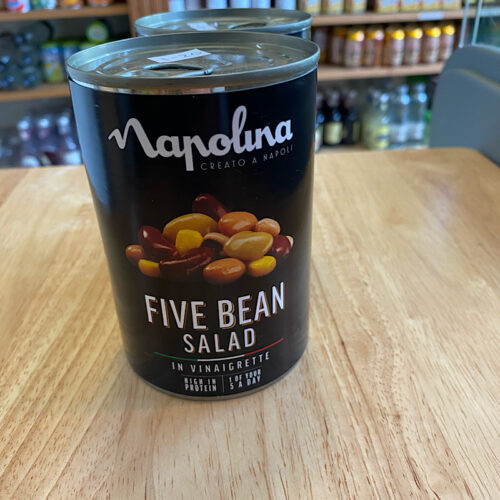 Napolina
CREATO A NAPOLI
FIVE BEAN
SALAD
IN VINAIGRETTE
HIGH IN
PROTEIN
1 OF YOUR
5 A DAY